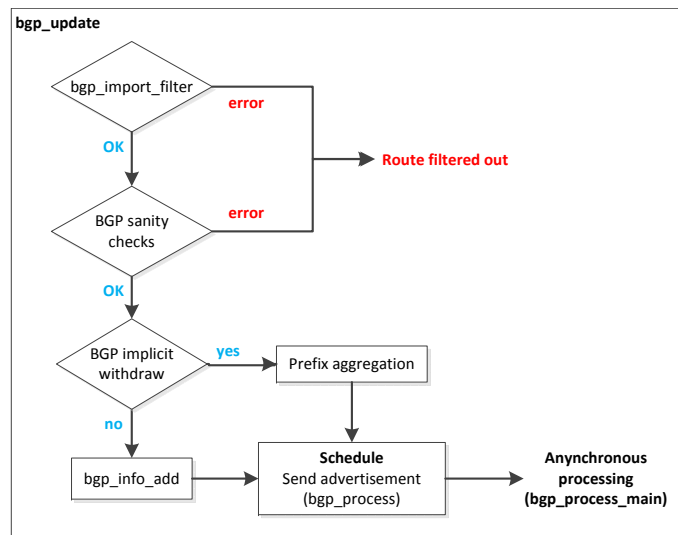 bgp_update
bgp_import_filter
error
OK
Route filtered out
BGP sanity
checks
error
OK
BGP implicit
withdraw
yes
Prefix aggregation
no
bgp_info_add
Schedule
Send advertisement
(bgp_process)
Anynchronous
processing
(bgp_process_main)